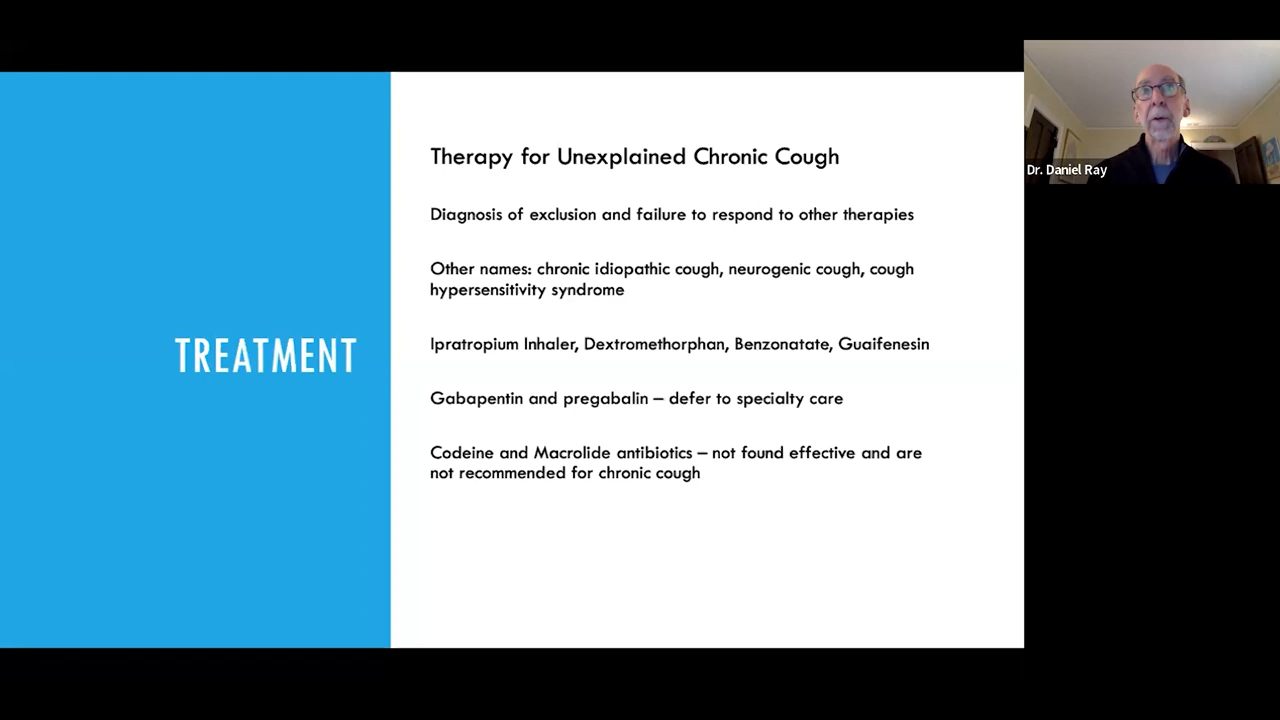 TREATMENT
Therapy for Unexplained Chronic Cough
Diagnosis of exclusion and failure to respond to other therapies
Other names: chronic idiopathic cough, neurogenic cough, cough
hypersensitivity syndrome
Ipratropium Inhaler, Dextromethorphan, Benzonatate, Guaifenesin
Gabapentin and pregabalin – defer to specialty care
Codeine and Macrolide antibiotics – not found effective and are
not recommended for chronic cough
Dr. Daniel Ray